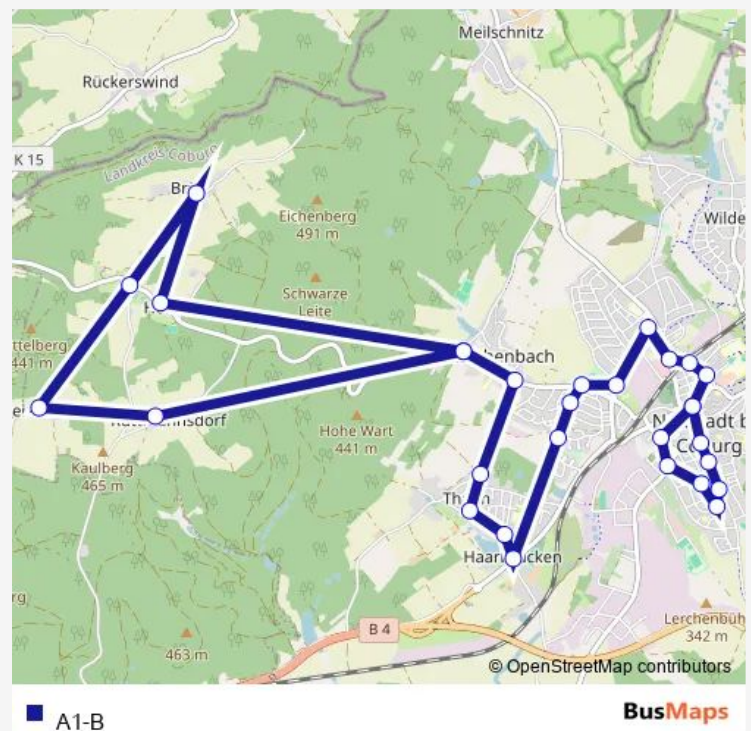 Meilschnitz
Rückerswind
K 15
Landkreis Coburg
Wilde
Eichenberg
491 m
Schwarze
Leite
441 m
Hohe Wart
441 m
Kaulberg
465 m
B 4
463 m
Lerchenbüh
342 m
© OpenStreetMap contributors
A1-B
BusMaps